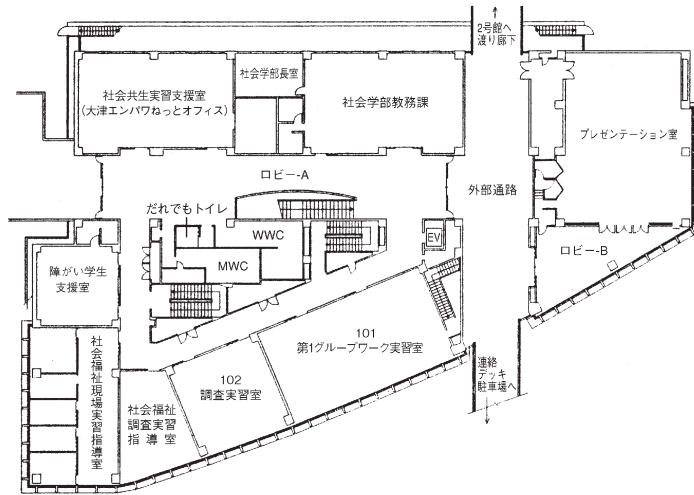 2号館へ
渡り廊下
社会学部長室
社会共生実習支援室
(大津エンパワねっとオフィス)
社会学部教務課
プレゼンテーション室
ロビー-A
外部通路
だれでもトイレ
WWC
EV
ロビー-B
MWC
障がい学生
支援室
101
第1グループワーク実習室
社会福祉現場実習指導室
102
調査実習室
連絡
デッキ
駐車場へ
社会福祉
調査実習
指導室